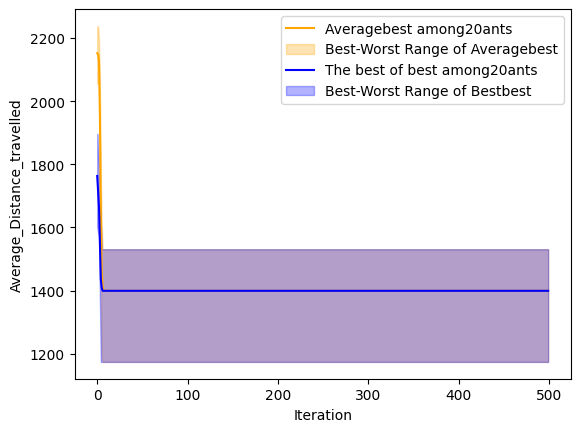 Averagebest among20ants
Best-Worst Range of Averagebest
The best of best among20ants
Best-Worst Range of Bestbest
Average_Distance_travelled
2200
2000
1800
1600
1400
1200
0 100 200 300 400 500
Iteration